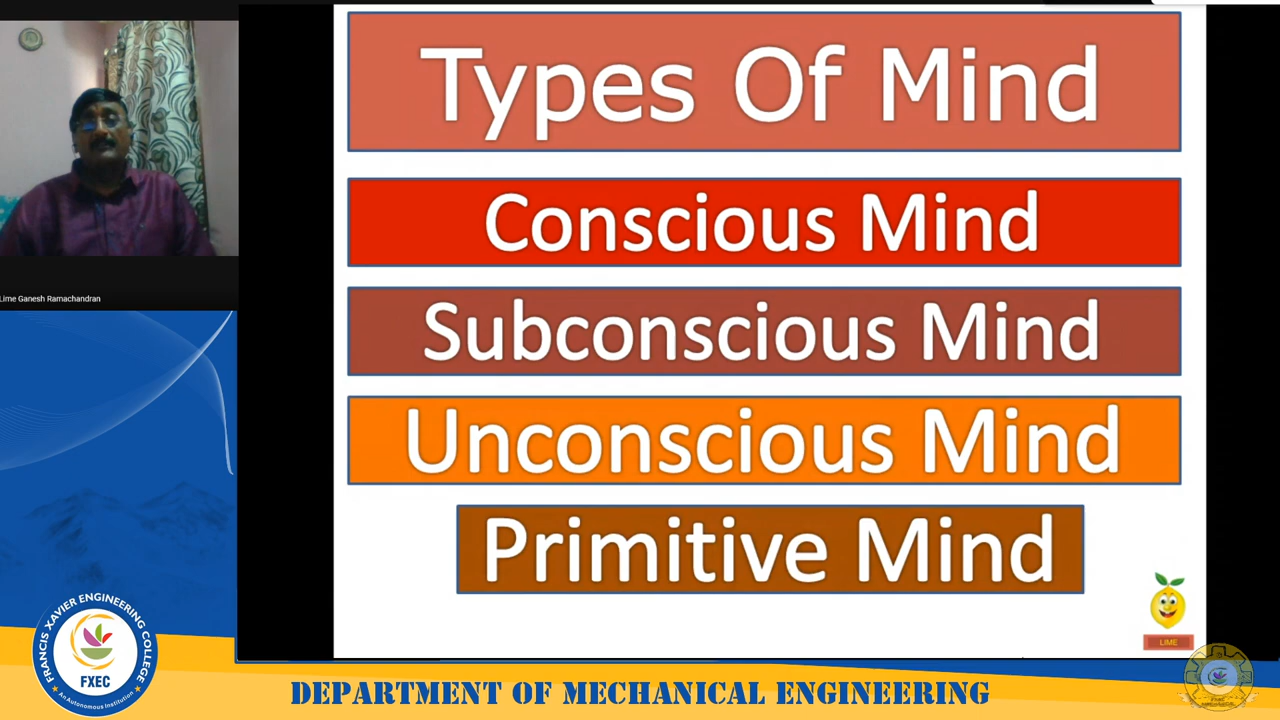 Types Of Mind
Conscious Mind
Subconscious Mind
Unconscious Mind
Primitive Mind
LIME
Lime Ganesh Ramachandran
FRANCIS XAVIER ENGINEERING COLLEGE
FXEC
An Autonomous Institution
DEPARTMENT OF MECHANICAL ENGINEERING